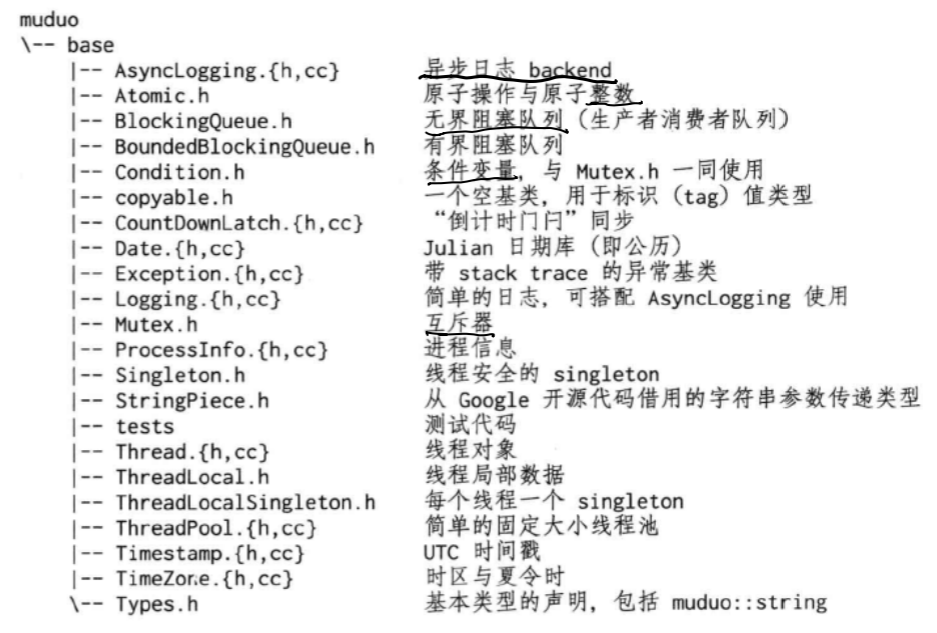 muduo
\-- base
|-- AsyncLogging.{h,cc} 异步日志 backend
|-- Atomic.h 原子操作与原子整数
|-- BlockingQueue.h 无界阻塞队列（生产者消费者队列）
|-- BoundedBlockingQueue.h 有界阻塞队列
|-- Condition.h 条件变量，与 Mutex.h 一同使用
|-- copyable.h 一个空基类，用于标识（tag）值类型
|-- CountDownLatch.{h,cc} “倒计时门闩”同步
|-- Date.{h,cc} Julian 日期库（即公历）
|-- Exception.{h,cc} 带 stack trace 的异常基类
|-- Logging.{h,cc} 简单的日志，可搭配 AsyncLogging 使用
|-- Mutex.h 互斥器
|-- ProcessInfo.{h,cc} 进程信息
|-- Singleton.h 线程安全的 singleton
|-- StringPiece.h 从 Google 开源代码借用的字符串参数传递类型
|-- tests 测试代码
|-- Thread.{h,cc} 线程对象
|-- ThreadLocal.h 线程局部数据
|-- ThreadLocalSingleton.h 每个线程一个 singleton
|-- ThreadPool.{h,cc} 简单的固定大小线程池
|-- Timestamp.{h,cc} UTC 时间戳
|-- TimeZone.{h,cc} 时区与夏令时
\-- Types.h 基本类型的声明，包括 muduo::string